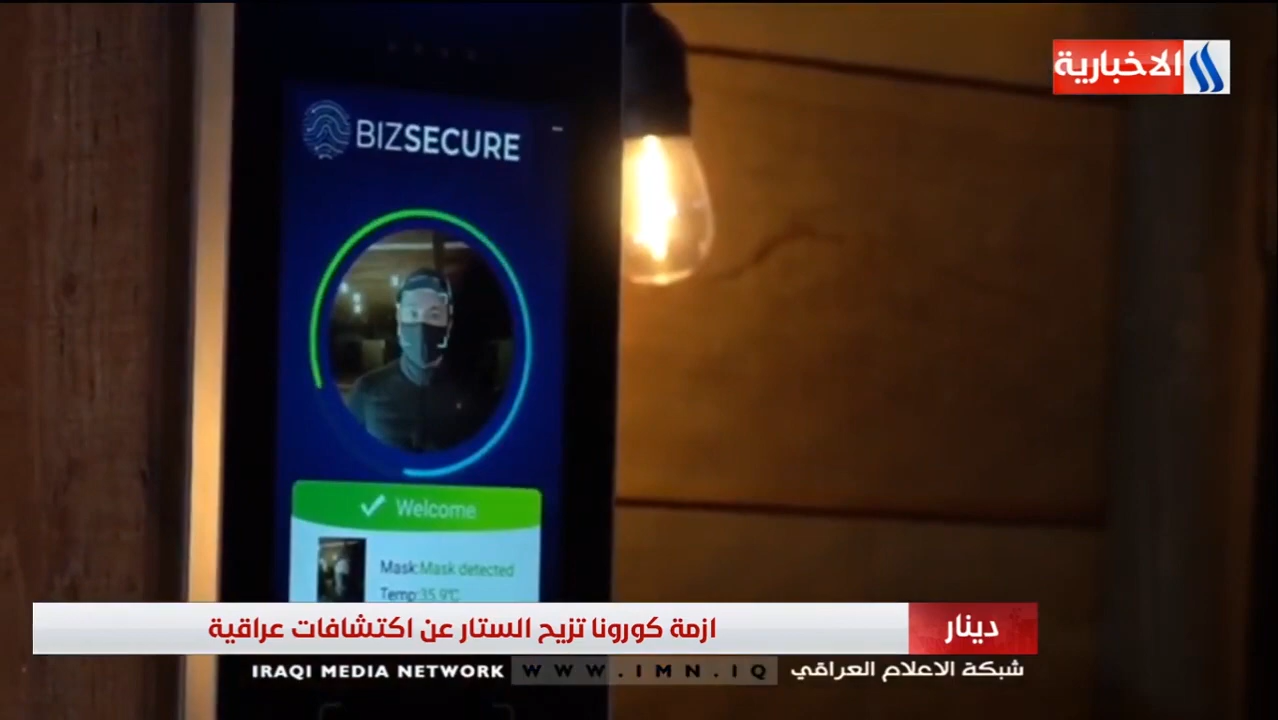 الاخبارية
BIZSECURE
Welcome
Mask:Mask detected
Temp:35.9°C
دينار
ازمة كورونا تزيح الستار عن اكتشافات عراقية
IRAQI MEDIA NETWORK WWW.IMN.IQ شبكة الاعلام العراقي